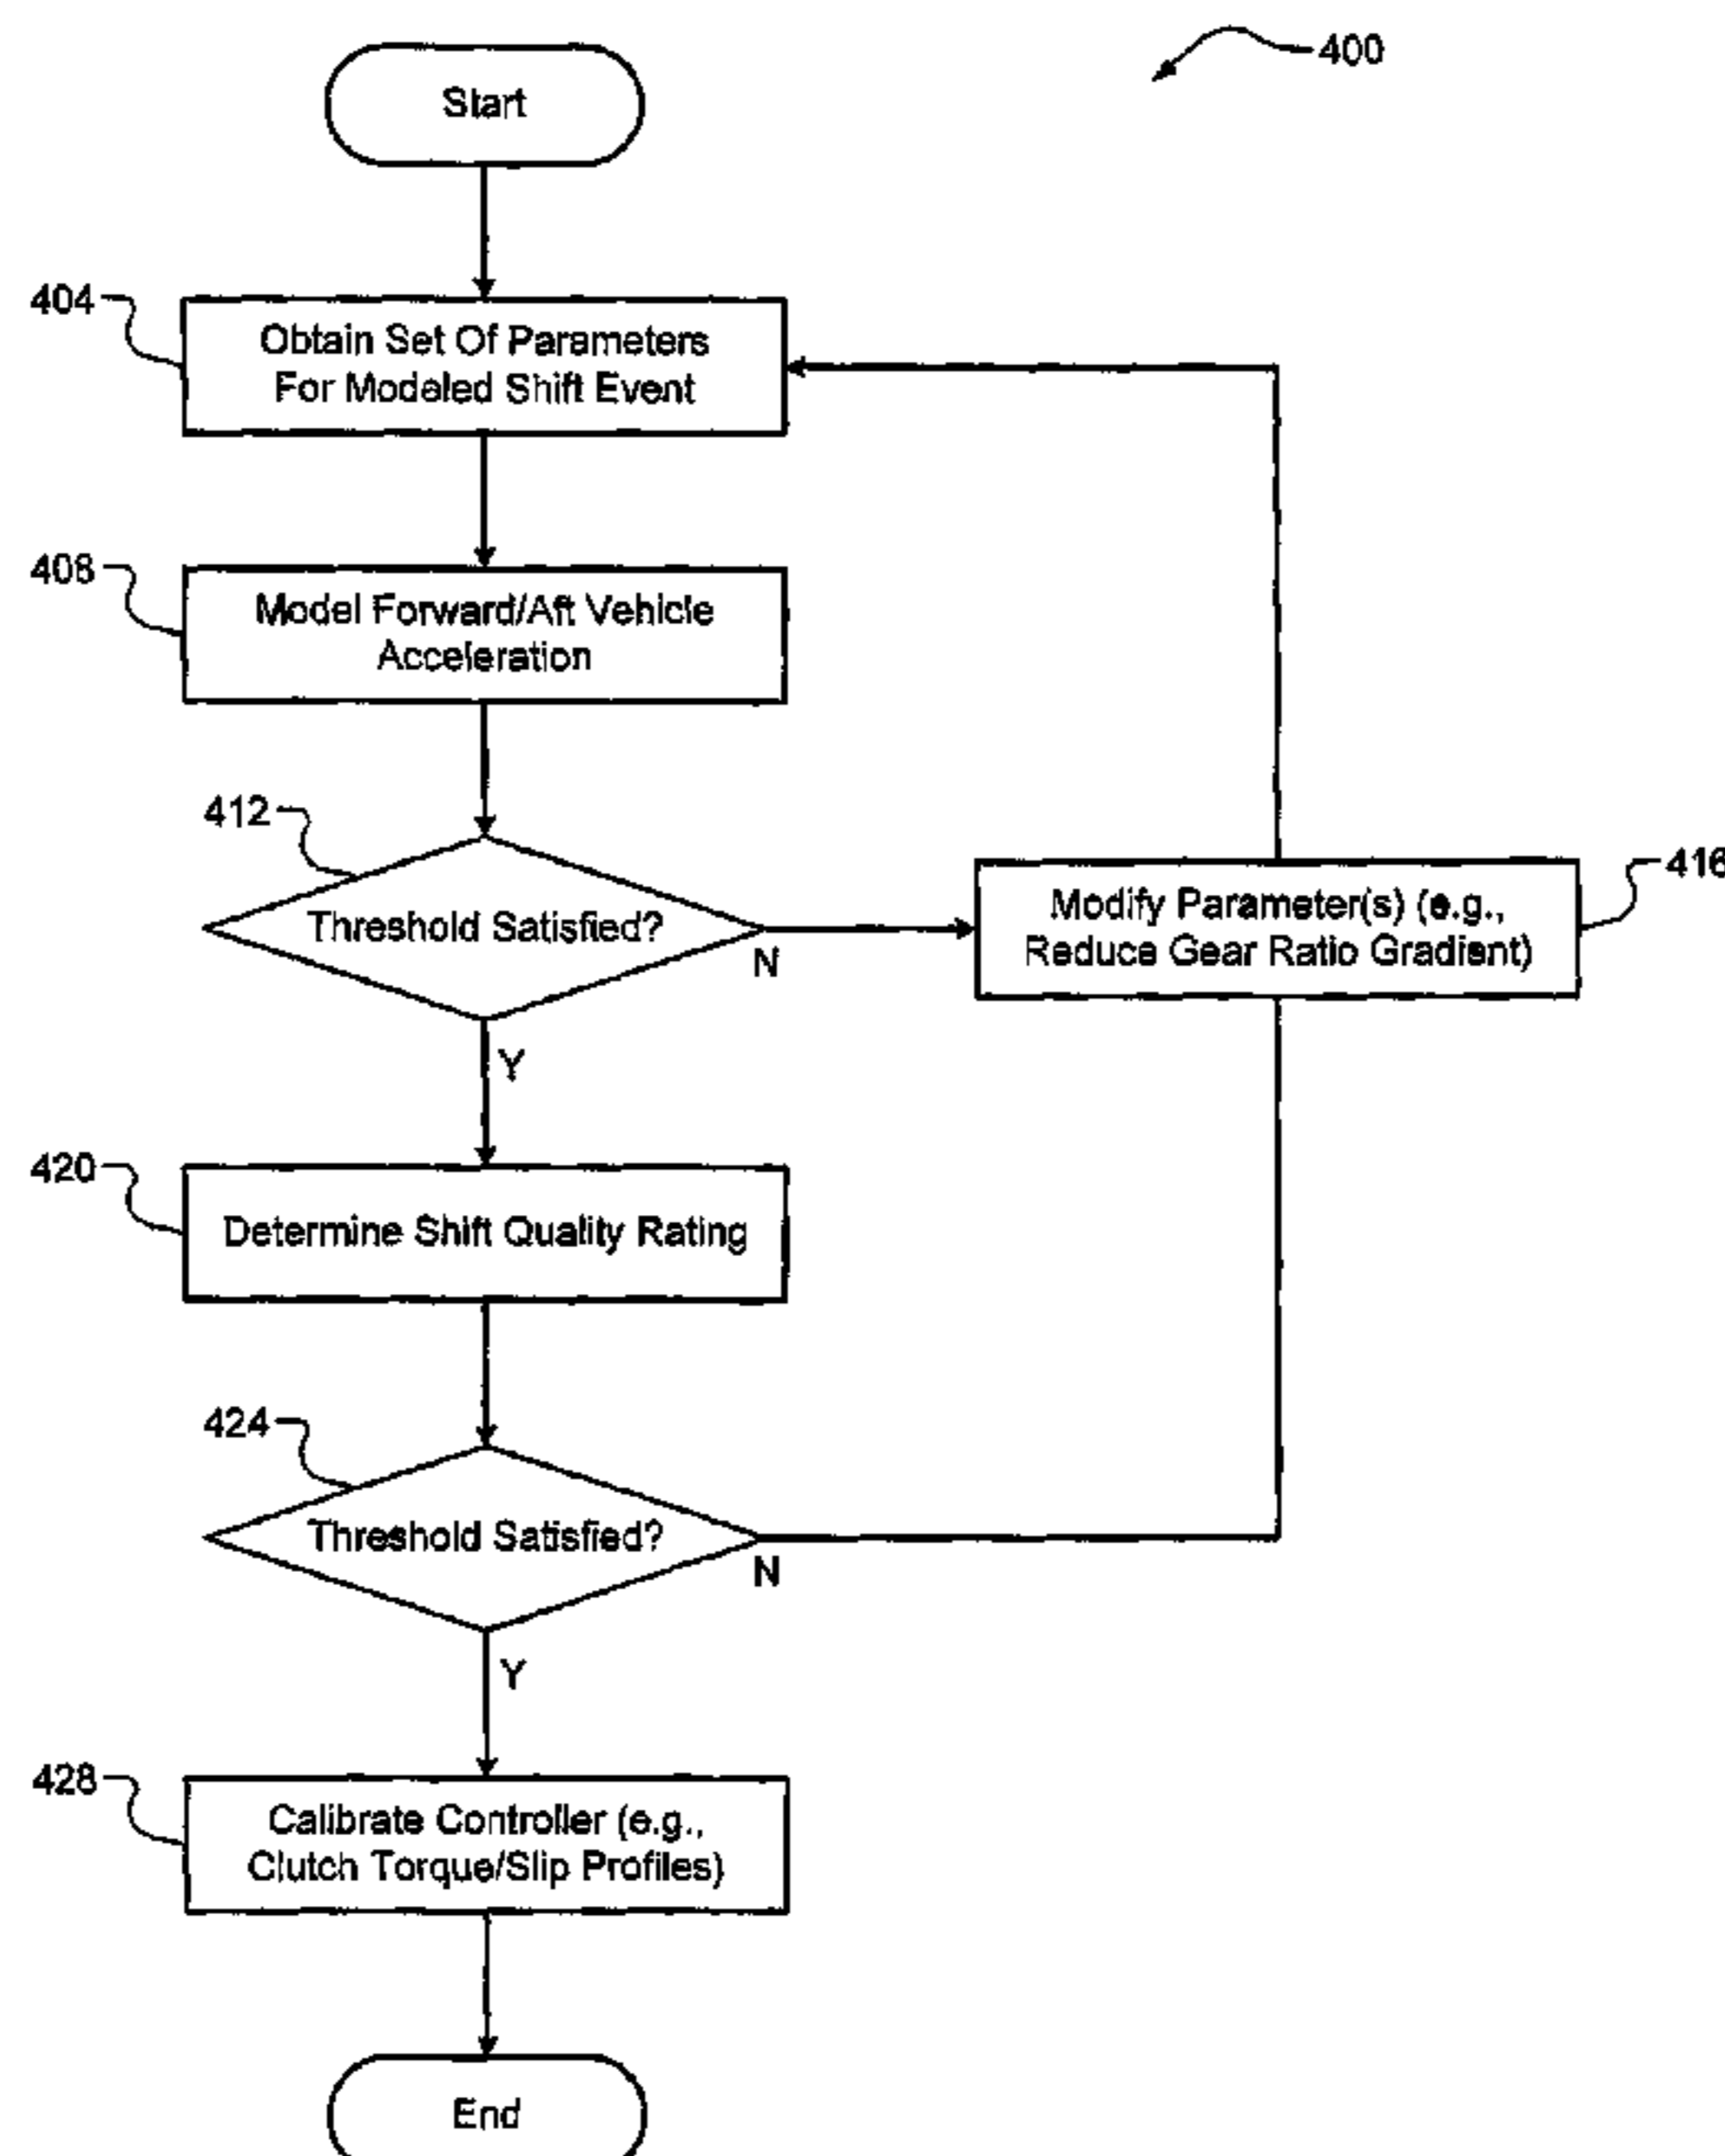 400
Start
404
Obtain Set Of Parameters
For Modeled Shift Event
408
Model Forward/Aft Vehicle
Acceleration
412
Threshold Satisfied?
N
Y
416
Modify Parameter(s) (e.g.,
Reduce Gear Ratio Gradient)
420
Determine Shift Quality Rating
424
Threshold Satisfied?
N
Y
428
Calibrate Controller (e.g.,
Clutch Torque/Slip Profiles)
End